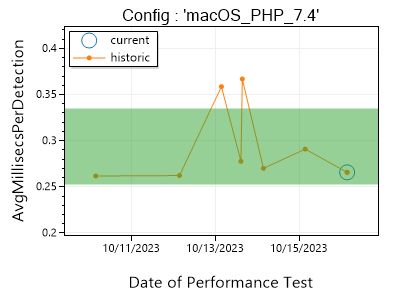 Config : 'macOS_PHP_7.4'
current
historic
AvgMillisecsPerDetection
0.4
0.35
0.3
0.25
0.2
10/11/2023
10/13/2023
10/15/2023
Date of Performance Test